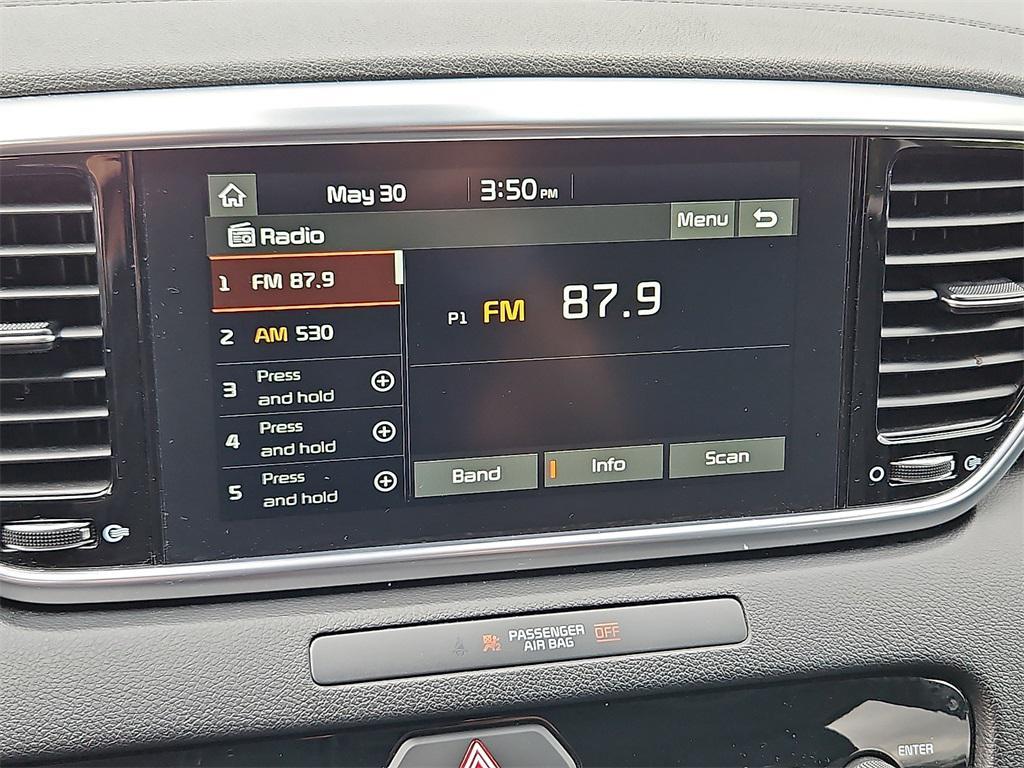 May 30
3:50 PM
Radio
Menu
1 FM 87.9
P1 FM 87.9
2 AM 530
3 Press
and hold
4 Press
and hold
5 Press
and hold
Band
Info
Scan
PASSENGER
AIR BAG
OFF
ENTER